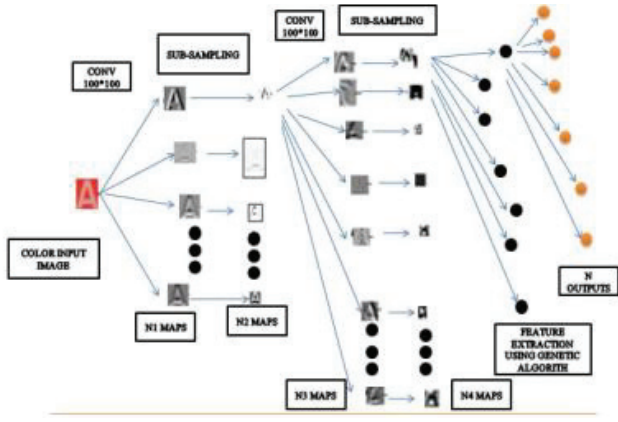 CONV
100*100
SUB-SAMPLING
CONV
100*100
SUB-SAMPLING
COLOR INPUT
IMAGE
N1 MAPS
N2 MAPS
N3 MAPS
N4 MAPS
FEATURE
EXTRACTION
USING GENETIC
ALGORITH
N
OUTPUTS